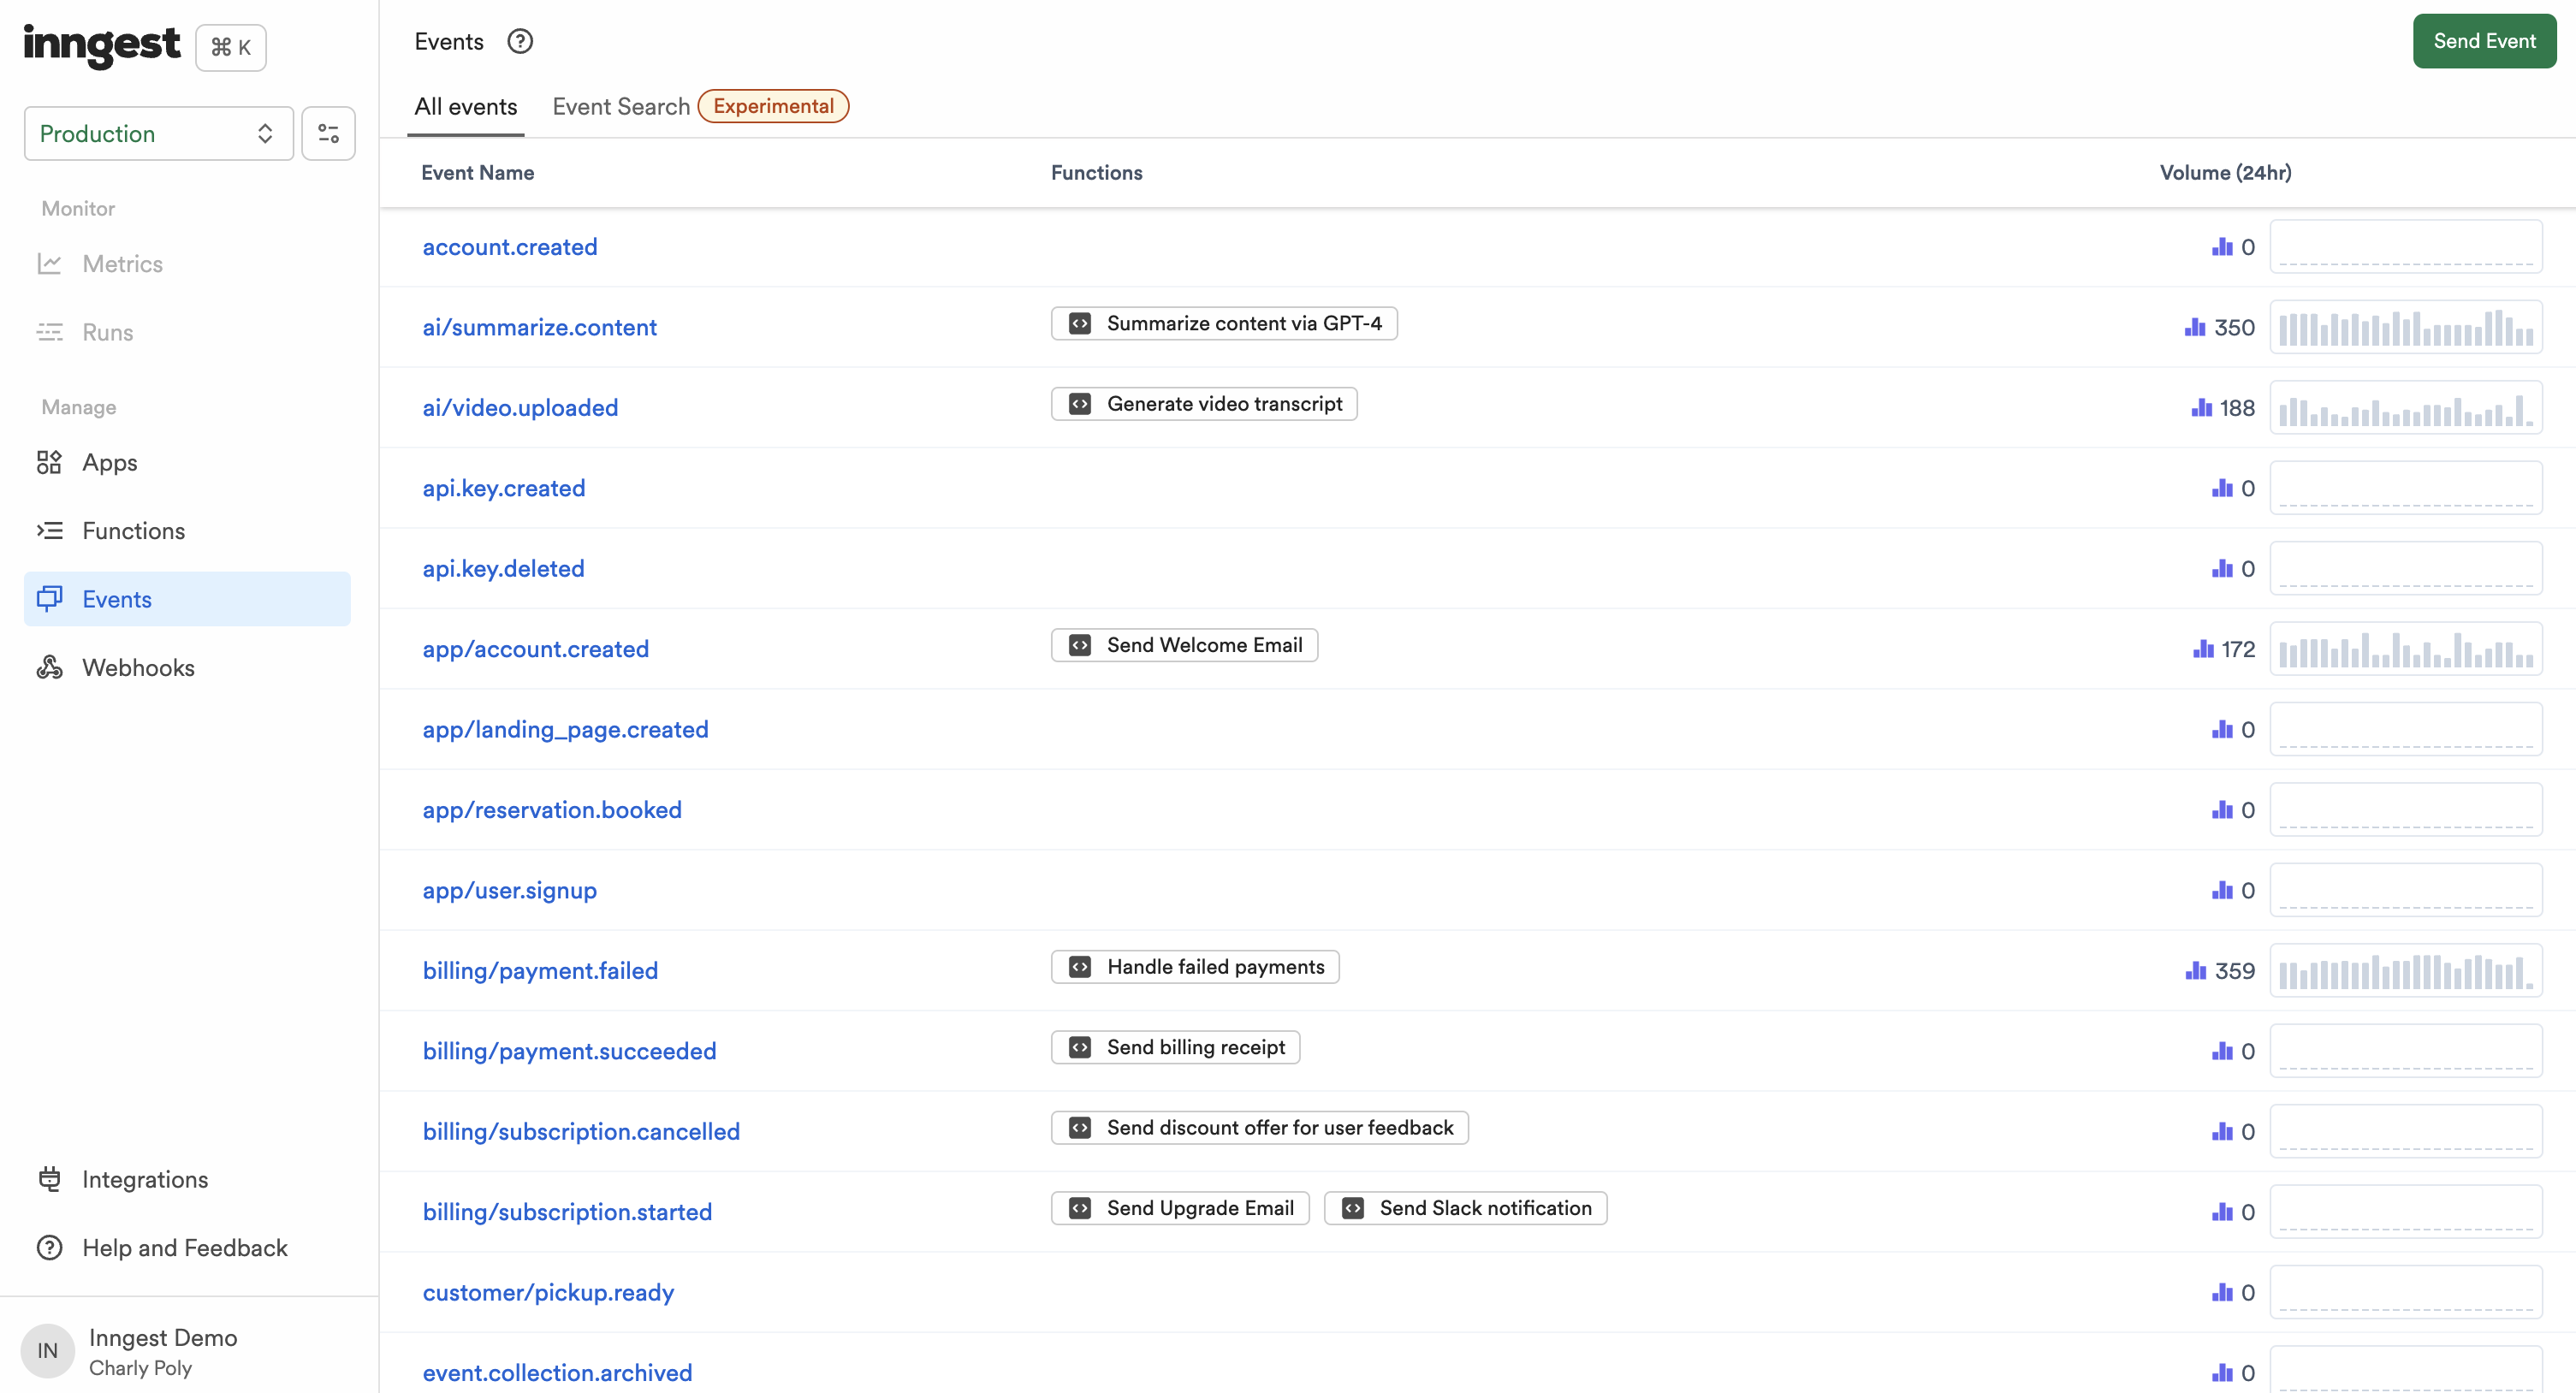 inngest ⌘ K
Production
Monitor
Metrics
Runs
Manage
Apps
Functions
Events
Webhooks
Integrations
Help and Feedback
IN
Inngest Demo
Charly Poly
Events
Send Event
All events Event Search Experimental
Event Name Functions Volume (24hr)
account.created 0
ai/summarize.content Summarize content via GPT-4 350
ai/video.uploaded Generate video transcript 188
api.key.created 0
api.key.deleted 0
app/account.created Send Welcome Email 172
app/landing_page.created 0
app/reservation.booked 0
app/user.signup 0
billing/payment.failed Handle failed payments 359
billing/payment.succeeded Send billing receipt 0
billing/subscription.cancelled Send discount offer for user feedback 0
billing/subscription.started Send Upgrade Email Send Slack notification 0
customer/pickup.ready 0
event.collection.archived 0